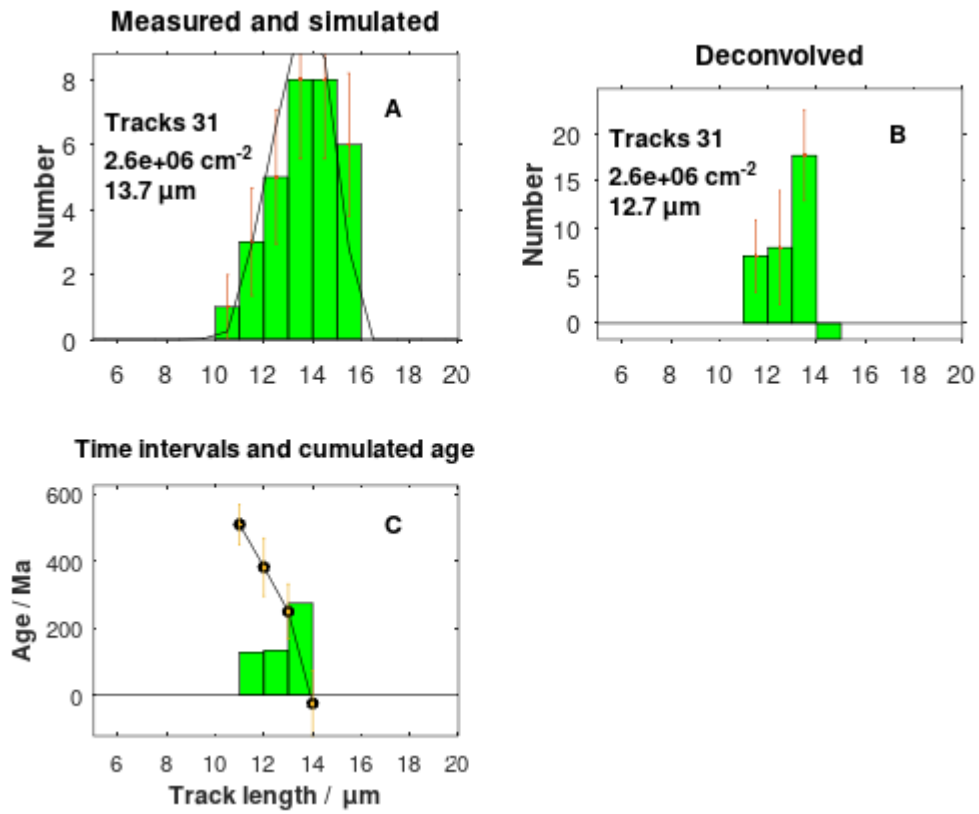 Measured and simulated
8
6
4
2
0
Number
Tracks 31
2.6e+06 cm-2
13.7 µm
A
6 8 10 12 14 16 18 20
Deconvolved
20
15
10
5
0
Number
Tracks 31
2.6e+06 cm-2
12.7 µm
B
6 8 10 12 14 16 18 20
Time intervals and cumulated age
600
400
200
0
Age / Ma
C
6 8 10 12 14 16 18 20
Track length / µm